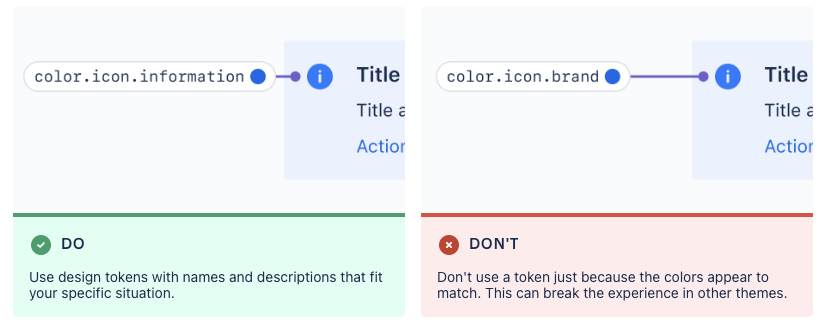 color.icon.information
i
Title
Title a
Action
DO
Use design tokens with names and descriptions that fit
your specific situation.
color.icon.brand
i
Title
Title a
Action
DON'T
Don't use a token just because the colors appear to
match. This can break the experience in other themes.